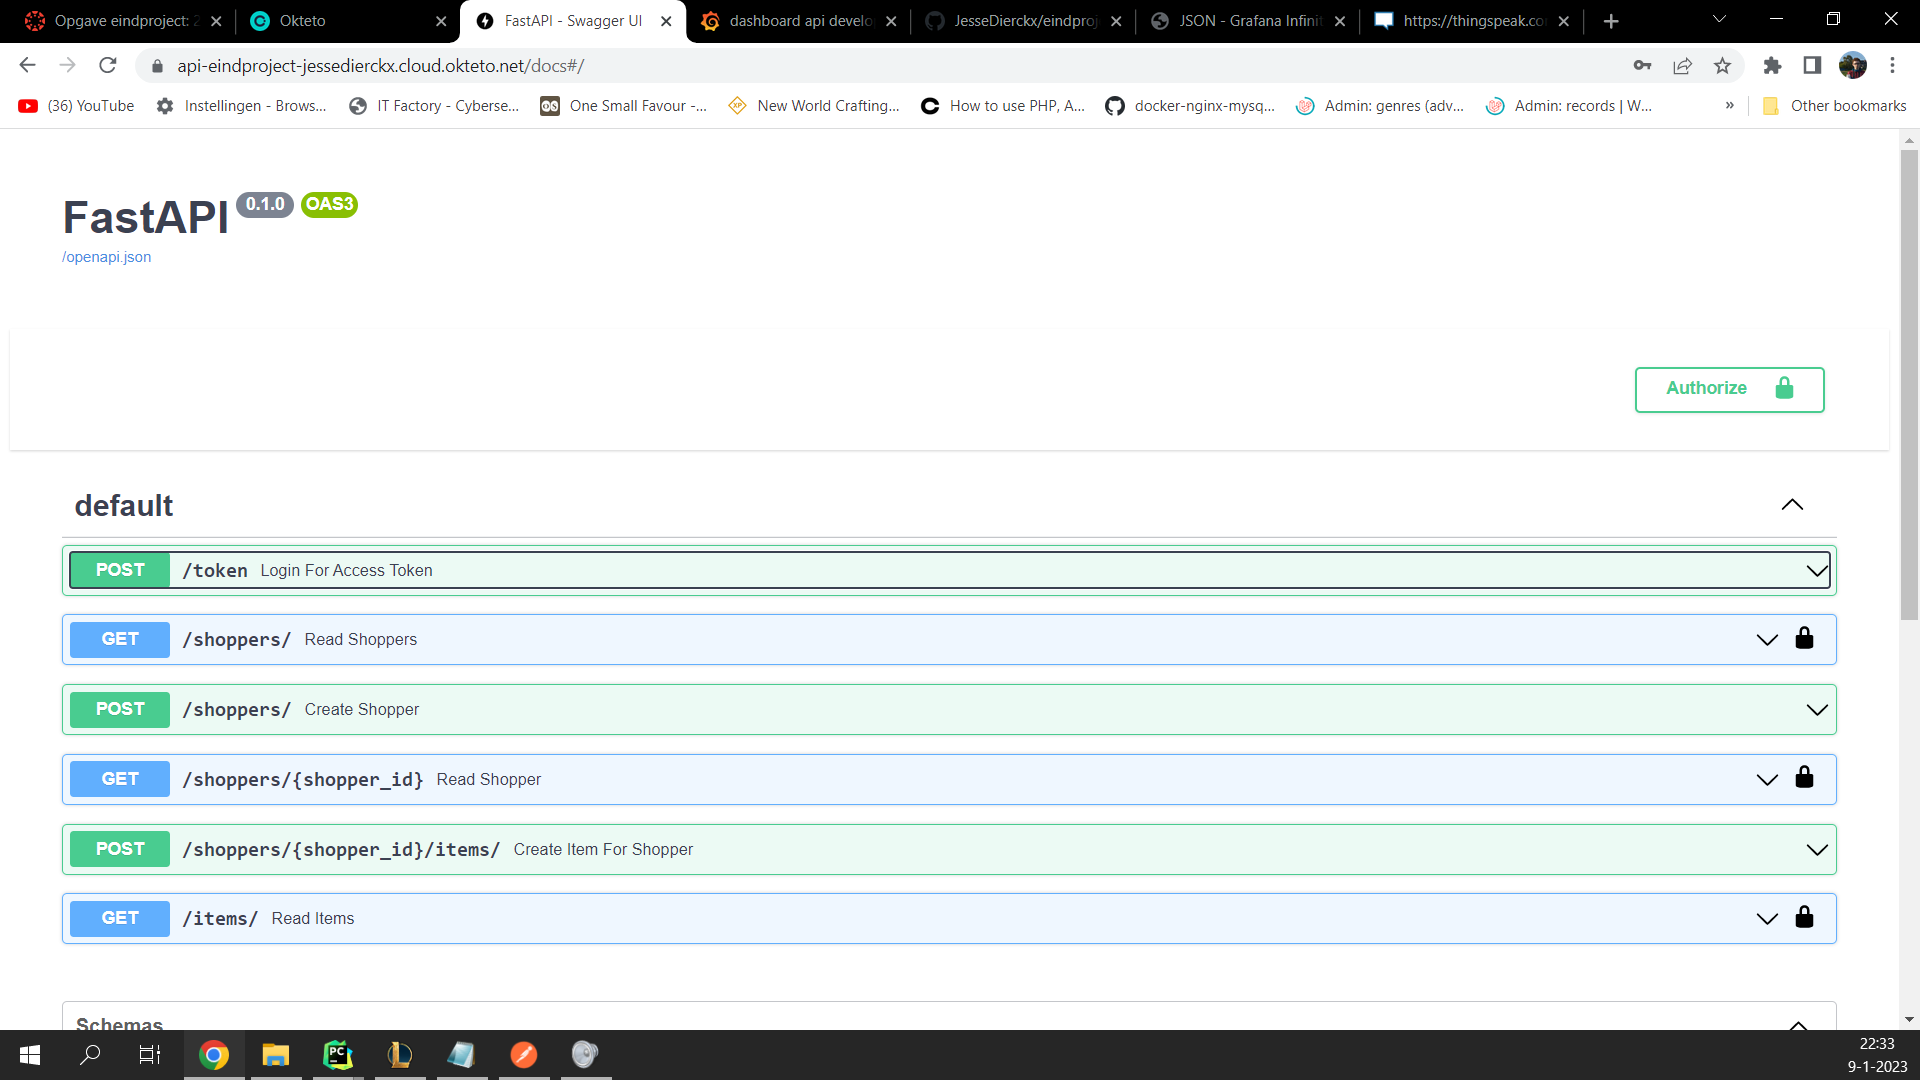 Opgave eindproject: 2
Okteto
FastAPI - Swagger UI
dashboard api develo
JesseDierckx/eindproj
JSON - Grafana Infinit
https://thingspeak.co
api-eindproject-jessedierckx.cloud.okteto.net/docs#/
(36) YouTube
Instellingen - Brows...
IT Factory - Cyberse...
One Small Favour -...
New World Crafting...
How to use PHP, A...
docker-nginx-mysq...
Admin: genres (adv...
Admin: records | W...
»
Other bookmarks
FastAPI 0.1.0 OAS3
/openapi.json
Authorize
default
POST /token Login For Access Token
GET /shoppers/ Read Shoppers
POST /shoppers/ Create Shopper
GET /shoppers/{shopper_id} Read Shopper
POST /shoppers/{shopper_id}/items/ Create Item For Shopper
GET /items/ Read Items
Schemas
22:33
9-1-2023